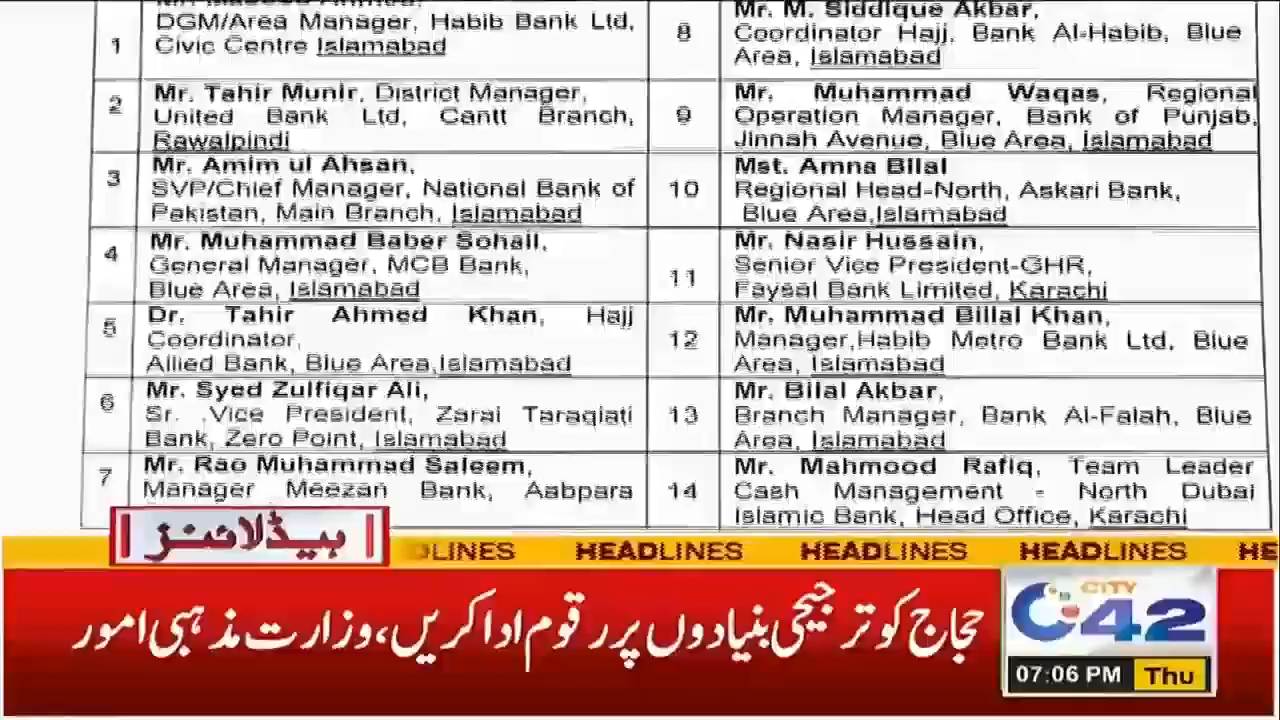 1
DGM/Area Manager, Habib Bank Ltd,
Civic Centre Islamabad
2
Mr. Tahir Munir, District Manager,
United Bank Ltd, Cantt Branch,
Rawalpindi
3
Mr. Amim ul Ahsan,
SVP/Chief Manager, National Bank of
Pakistan, Main Branch, Islamabad
4
Mr. Muhammad Baber Sohail,
General Manager, MCB Bank,
Blue Area, Islamabad
5
Dr. Tahir Ahmed Khan, Hajj
Coordinator,
Allied Bank, Blue Area,Islamabad
6
Mr. Syed Zulfiqar Ali,
Sr. .Vice President, Zarai Taraqiati
Bank, Zero Point, Islamabad
7
Mr. Rao Muhammad Saleem,
Manager Meezan Bank, Aabpara
8
Mr. M. Siddique Akbar,
Coordinator Hajj, Bank Al-Habib, Blue
Area, Islamabad
9
Mr. Muhammad Waqas, Regional
Operation Manager, Bank of Punjab,
Jinnah Avenue, Blue Area, Islamabad
10
Mst. Amna Bilal
Regional Head-North, Askari Bank,
Blue Area,Islamabad
11
Mr. Nasir Hussain,
Senior Vice President-GHR,
Faysal Bank Limited, Karachi
12
Mr. Muhammad Billal Khan,
Manager,Habib Metro Bank Ltd, Blue
Area, Islamabad
13
Mr. Bilal Akbar,
Branch Manager, Bank Al-Falah, Blue
Area, Islamabad
14
Mr. Mahmood Rafiq, Team Leader
Cash Management - North Dubai
Islamic Bank, Head Office, Karachi
ہیڈلائنز
DLINES HEADLINES HEADLINES HEADLINES HE
حجاج کو ترجیحی بنیادوں پر رقوم ادا کریں، وزارت مذہبی امور
CITY
42
07:06 PM Thu